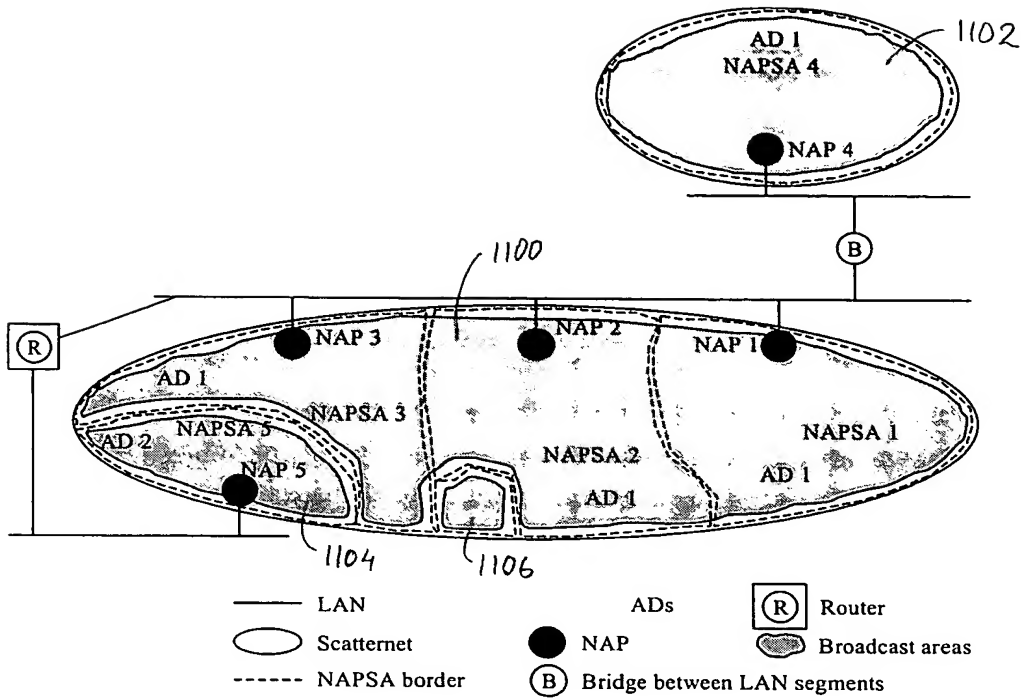 1102
AD 1
NAPSA 4
NAP 4
B
1100
R
NAP 3
NAP 2
NAP 1
AD 1
NAPSA 3
NAPSA 5
AD 2
NAPSA 1
NAPSA 2
NAP 5
AD 1
AD 1
1104
1106
LAN
ADs
R Router
Scatternet
NAP
Broadcast areas
NAPSA border
B Bridge between LAN segments